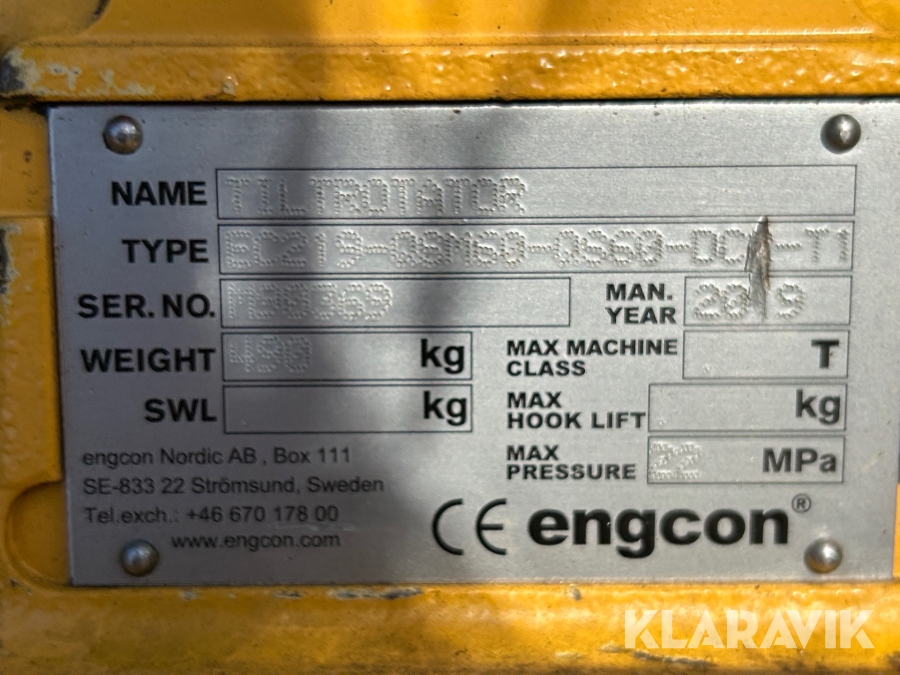 NAME TILTROTATOR
TYPE
SER. NO. MAN. YEAR 2019
WEIGHT 490 kg MAX MACHINE CLASS T
SWL kg MAX HOOK LIFT kg
MAX PRESSURE MPa
engcon Nordic AB , Box 111
SE-833 22 Strömsund, Sweden
Tel.exch.: +46 670 178 00
www.engcon.com
CE engcon®
KLARAVIK